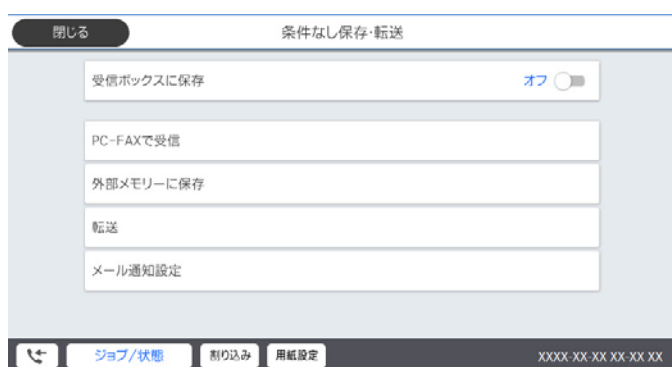 閉じる
条件なし保存･転送
受信ボックスに保存
オフ
PC-FAXで受信
外部メモリーに保存
転送
メール通知設定
ジョブ/状態
割り込み
用紙設定
XXXX-XX-XX XX-XX XX